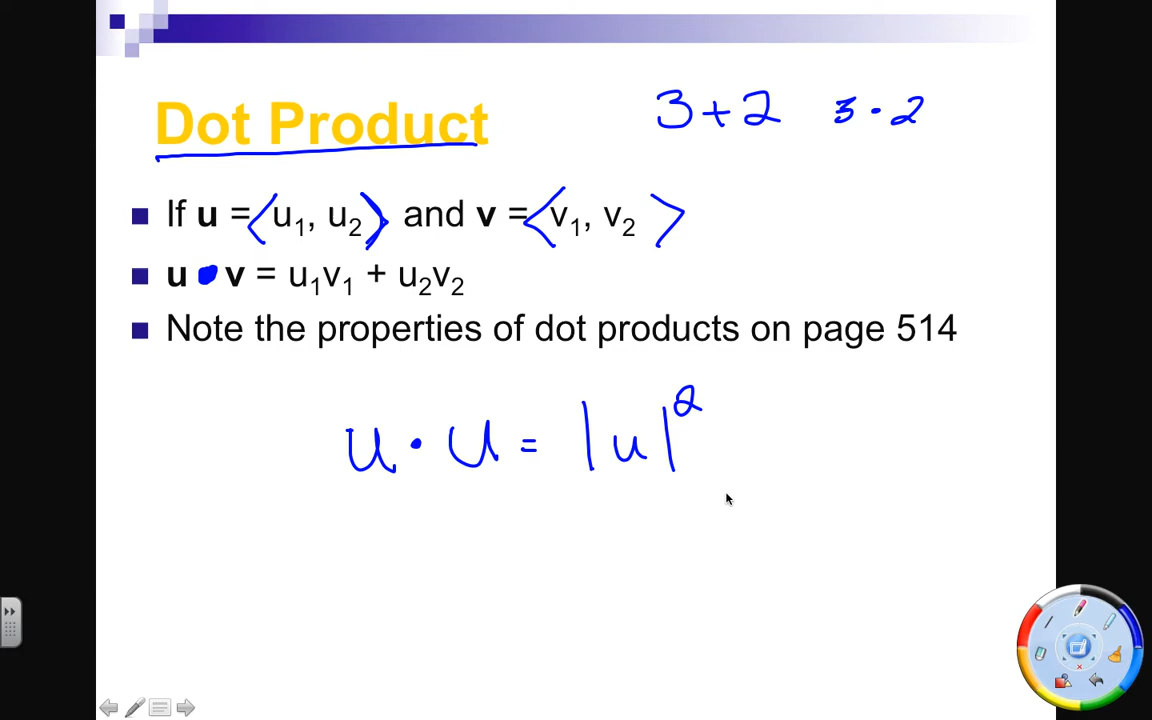 Dot Product 3+2 3·2
If u = ⟨u₁, u₂⟩ and v = ⟨v₁, v₂⟩
u • v = u₁v₁ + u₂v₂
Note the properties of dot products on page 514
u · u = |u|²